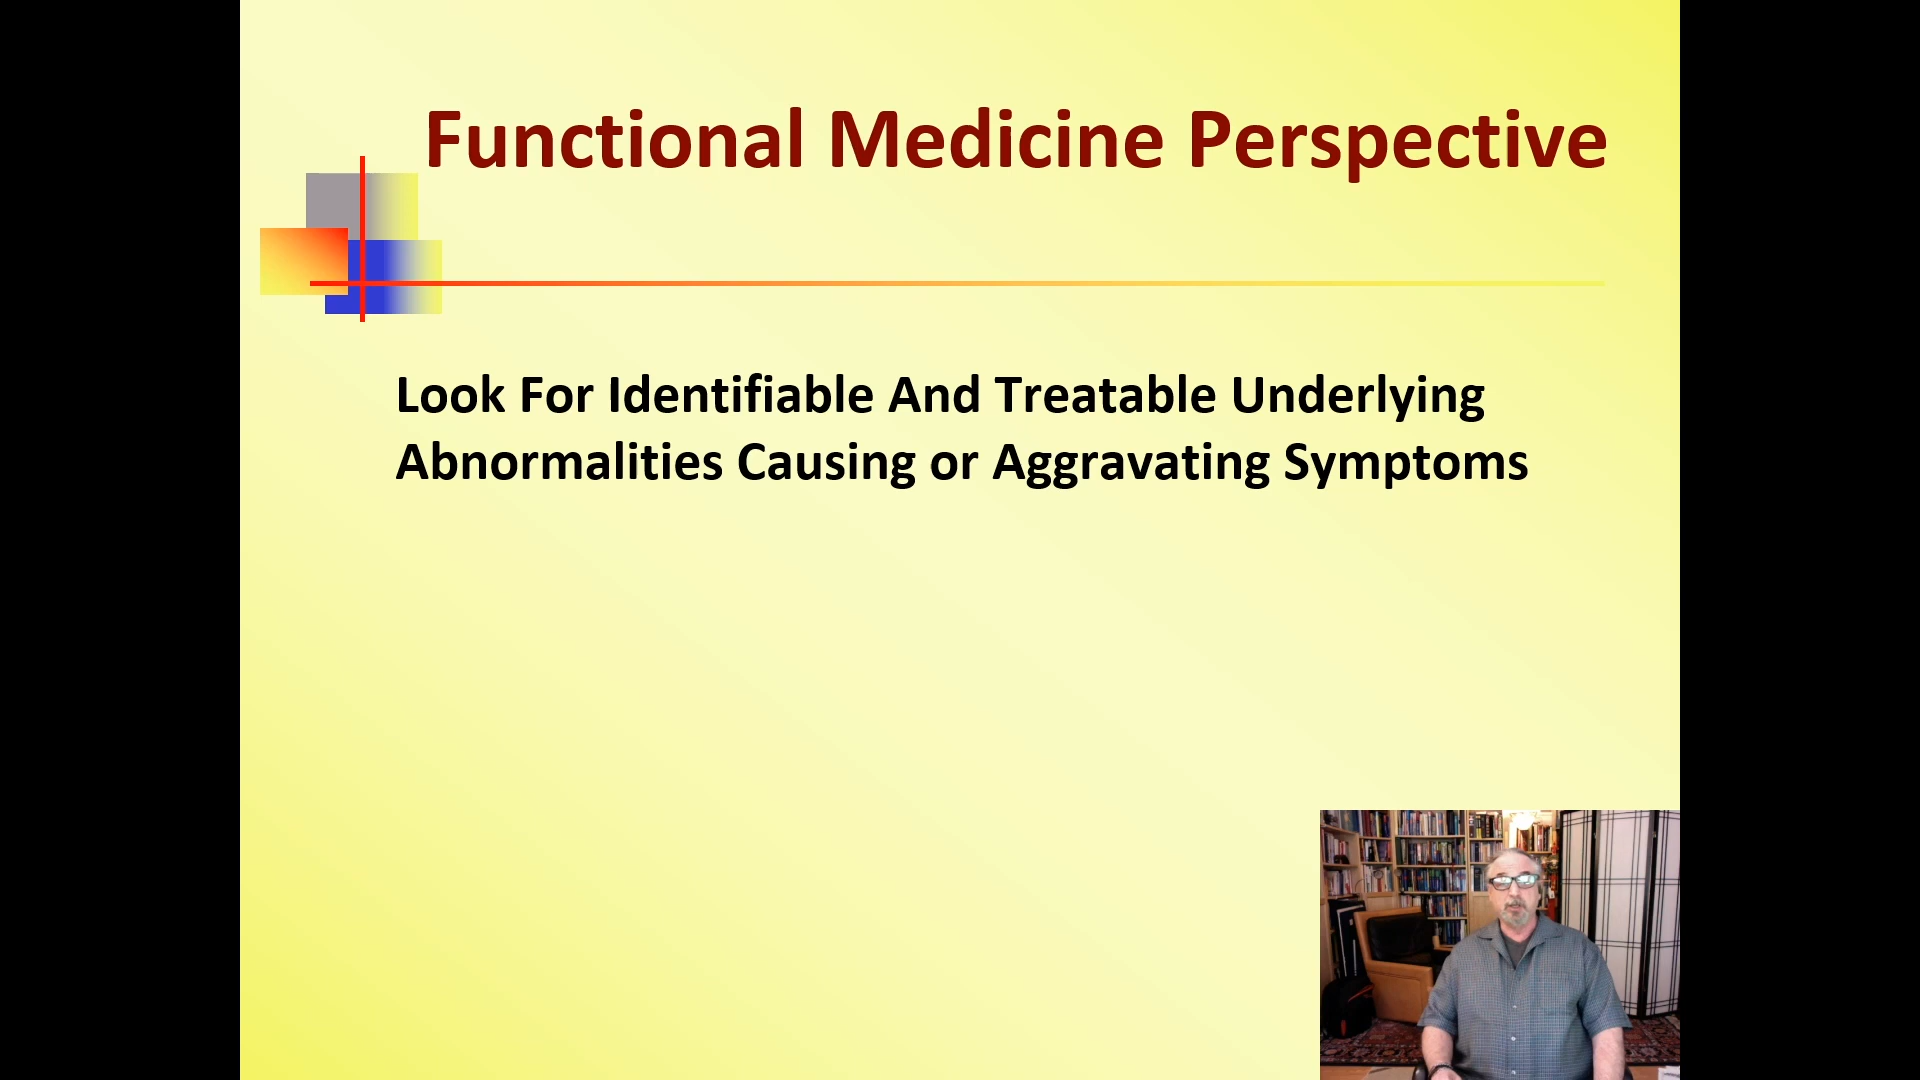 Functional Medicine Perspective
Look For Identifiable And Treatable Underlying
Abnormalities Causing or Aggravating Symptoms